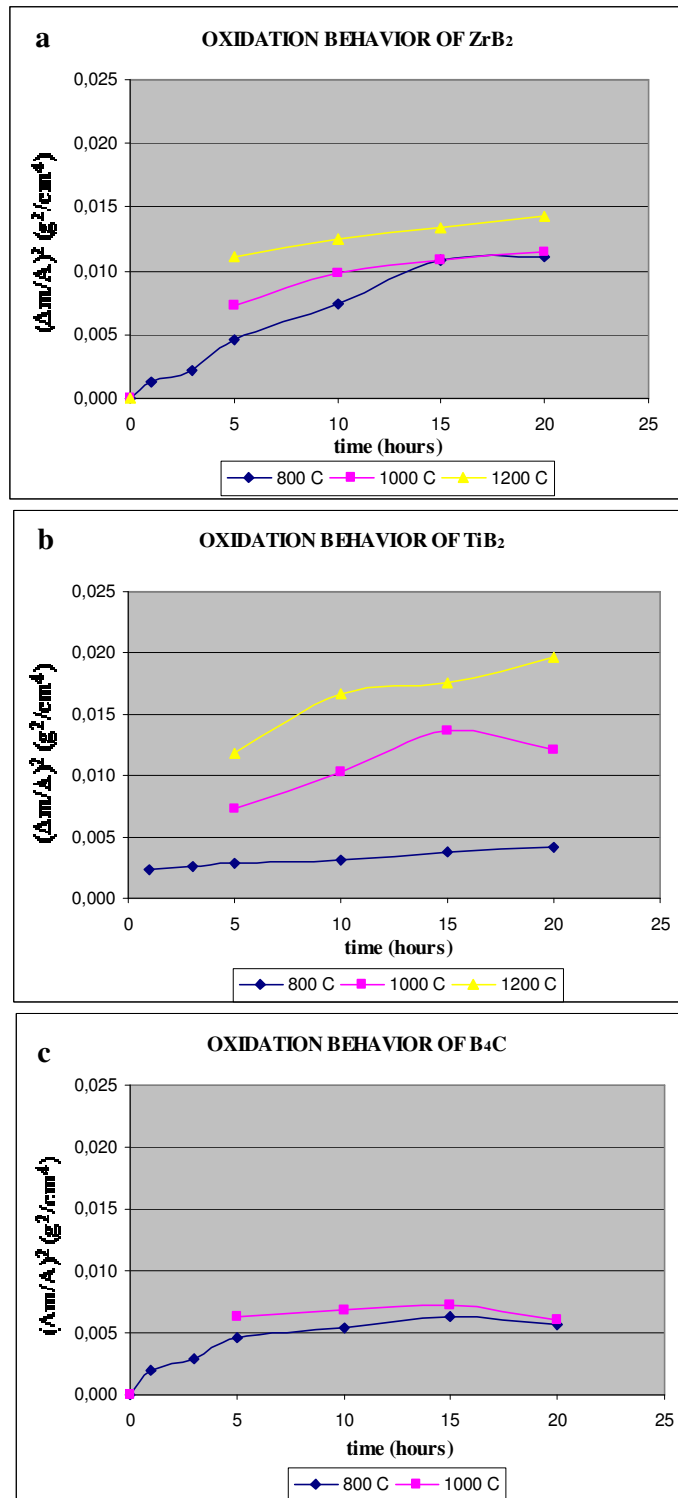 a
OXIDATION BEHAVIOR OF ZrB₂
0,025
0,020
0,015
0,010
0,005
0,000
(Δm/A)² (g²/cm⁴)
0 5 10 15 20 25
time (hours)
800 C 1000 C 1200 C
b
OXIDATION BEHAVIOR OF TiB₂
0,025
0,020
0,015
0,010
0,005
0,000
(Δm/A)² (g²/cm⁴)
0 5 10 15 20 25
time (hours)
800 C 1000 C 1200 C
c
OXIDATION BEHAVIOR OF B₄C
0,025
0,020
0,015
0,010
0,005
0,000
(Δm/A)² (g²/cm⁴)
0 5 10 15 20 25
time (hours)
800 C 1000 C